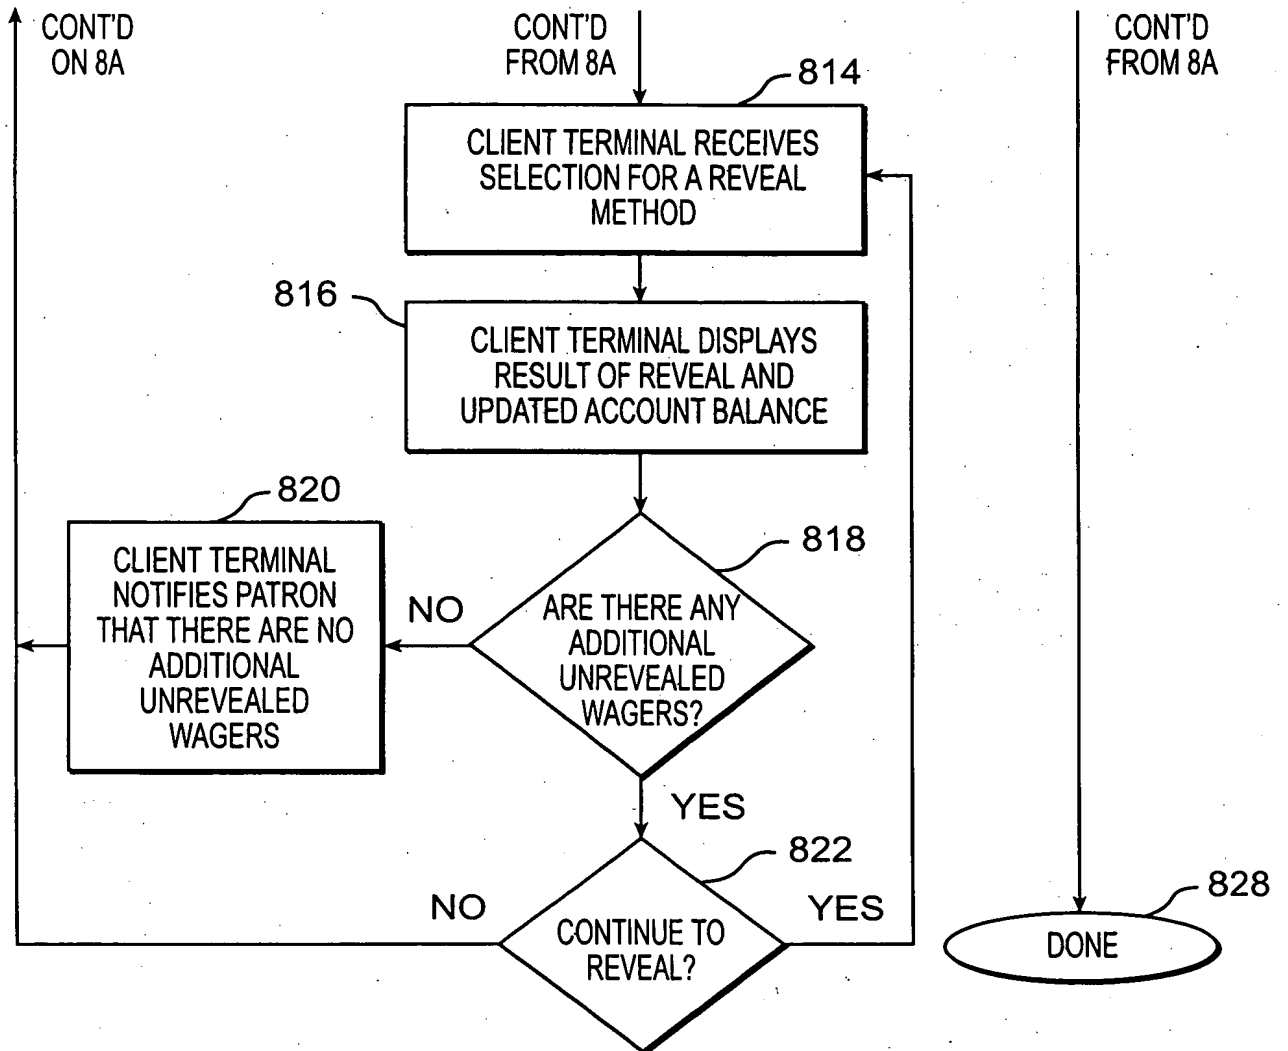 CONT'D
ON 8A
CONT'D
FROM 8A
CONT'D
FROM 8A
814
CLIENT TERMINAL RECEIVES
SELECTION FOR A REVEAL
METHOD
816
CLIENT TERMINAL DISPLAYS
RESULT OF REVEAL AND
UPDATED ACCOUNT BALANCE
820
CLIENT TERMINAL
NOTIFIES PATRON
THAT THERE ARE NO
ADDITIONAL
UNREVEALED
WAGERS
NO
818
ARE THERE ANY
ADDITIONAL
UNREVEALED
WAGERS?
YES
822
NO
CONTINUE TO
REVEAL?
YES
828
DONE